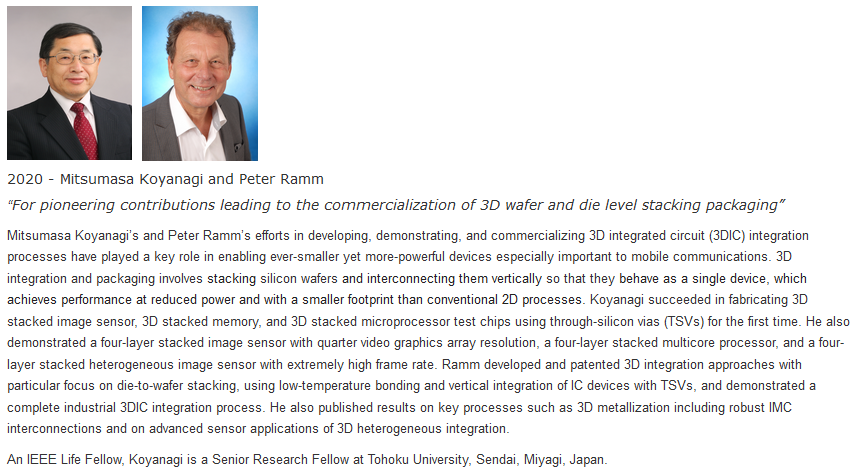 2020 - Mitsumasa Koyanagi and Peter Ramm
"For pioneering contributions leading to the commercialization of 3D wafer and die level stacking packaging”
Mitsumasa Koyanagi’s and Peter Ramm’s efforts in developing, demonstrating, and commercializing 3D integrated circuit (3DIC) integration
processes have played a key role in enabling ever-smaller yet more-powerful devices especially important to mobile communications. 3D
integration and packaging involves stacking silicon wafers and interconnecting them vertically so that they behave as a single device, which
achieves performance at reduced power and with a smaller footprint than conventional 2D processes. Koyanagi succeeded in fabricating 3D
stacked image sensor, 3D stacked memory, and 3D stacked microprocessor test chips using through-silicon vias (TSVs) for the first time. He also
demonstrated a four-layer stacked image sensor with quarter video graphics array resolution, a four-layer stacked multicore processor, and a four-
layer stacked heterogeneous image sensor with extremely high frame rate. Ramm developed and patented 3D integration approaches with
particular focus on die-to-wafer stacking, using low-temperature bonding and vertical integration of IC devices with TSVs, and demonstrated a
complete industrial 3DIC integration process. He also published results on key processes such as 3D metallization including robust IMC
interconnections and on advanced sensor applications of 3D heterogeneous integration.
An IEEE Life Fellow, Koyanagi is a Senior Research Fellow at Tohoku University, Sendai, Miyagi, Japan.